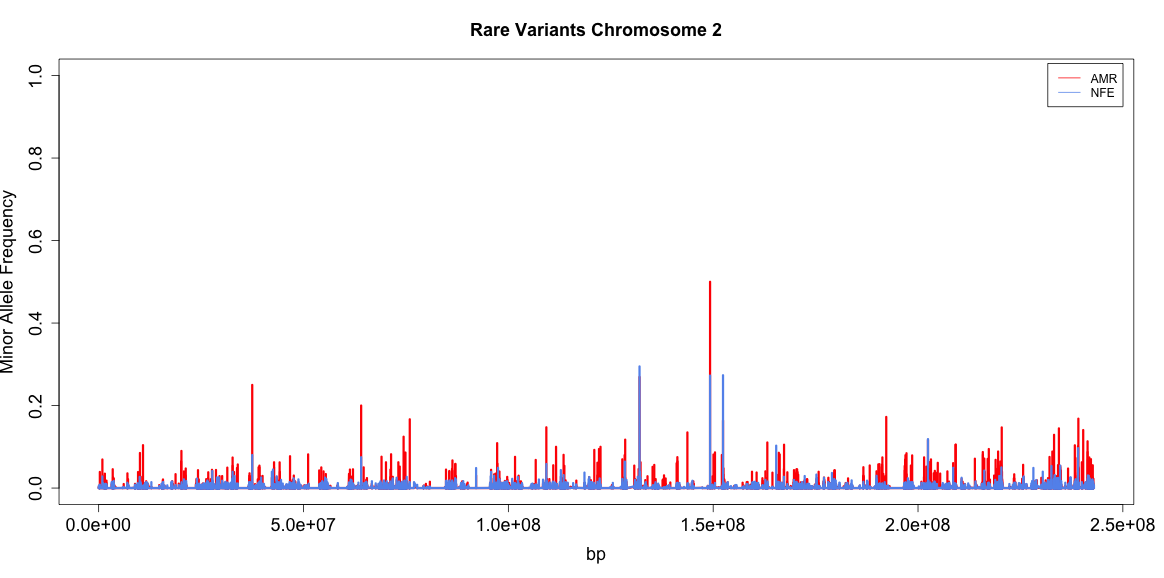 Rare Variants Chromosome 2
AMR
NFE
Minor Allele Frequency
1.0
0.8
0.6
0.4
0.2
0.0
0.0e+00 5.0e+07 1.0e+08 1.5e+08 2.0e+08 2.5e+08
bp